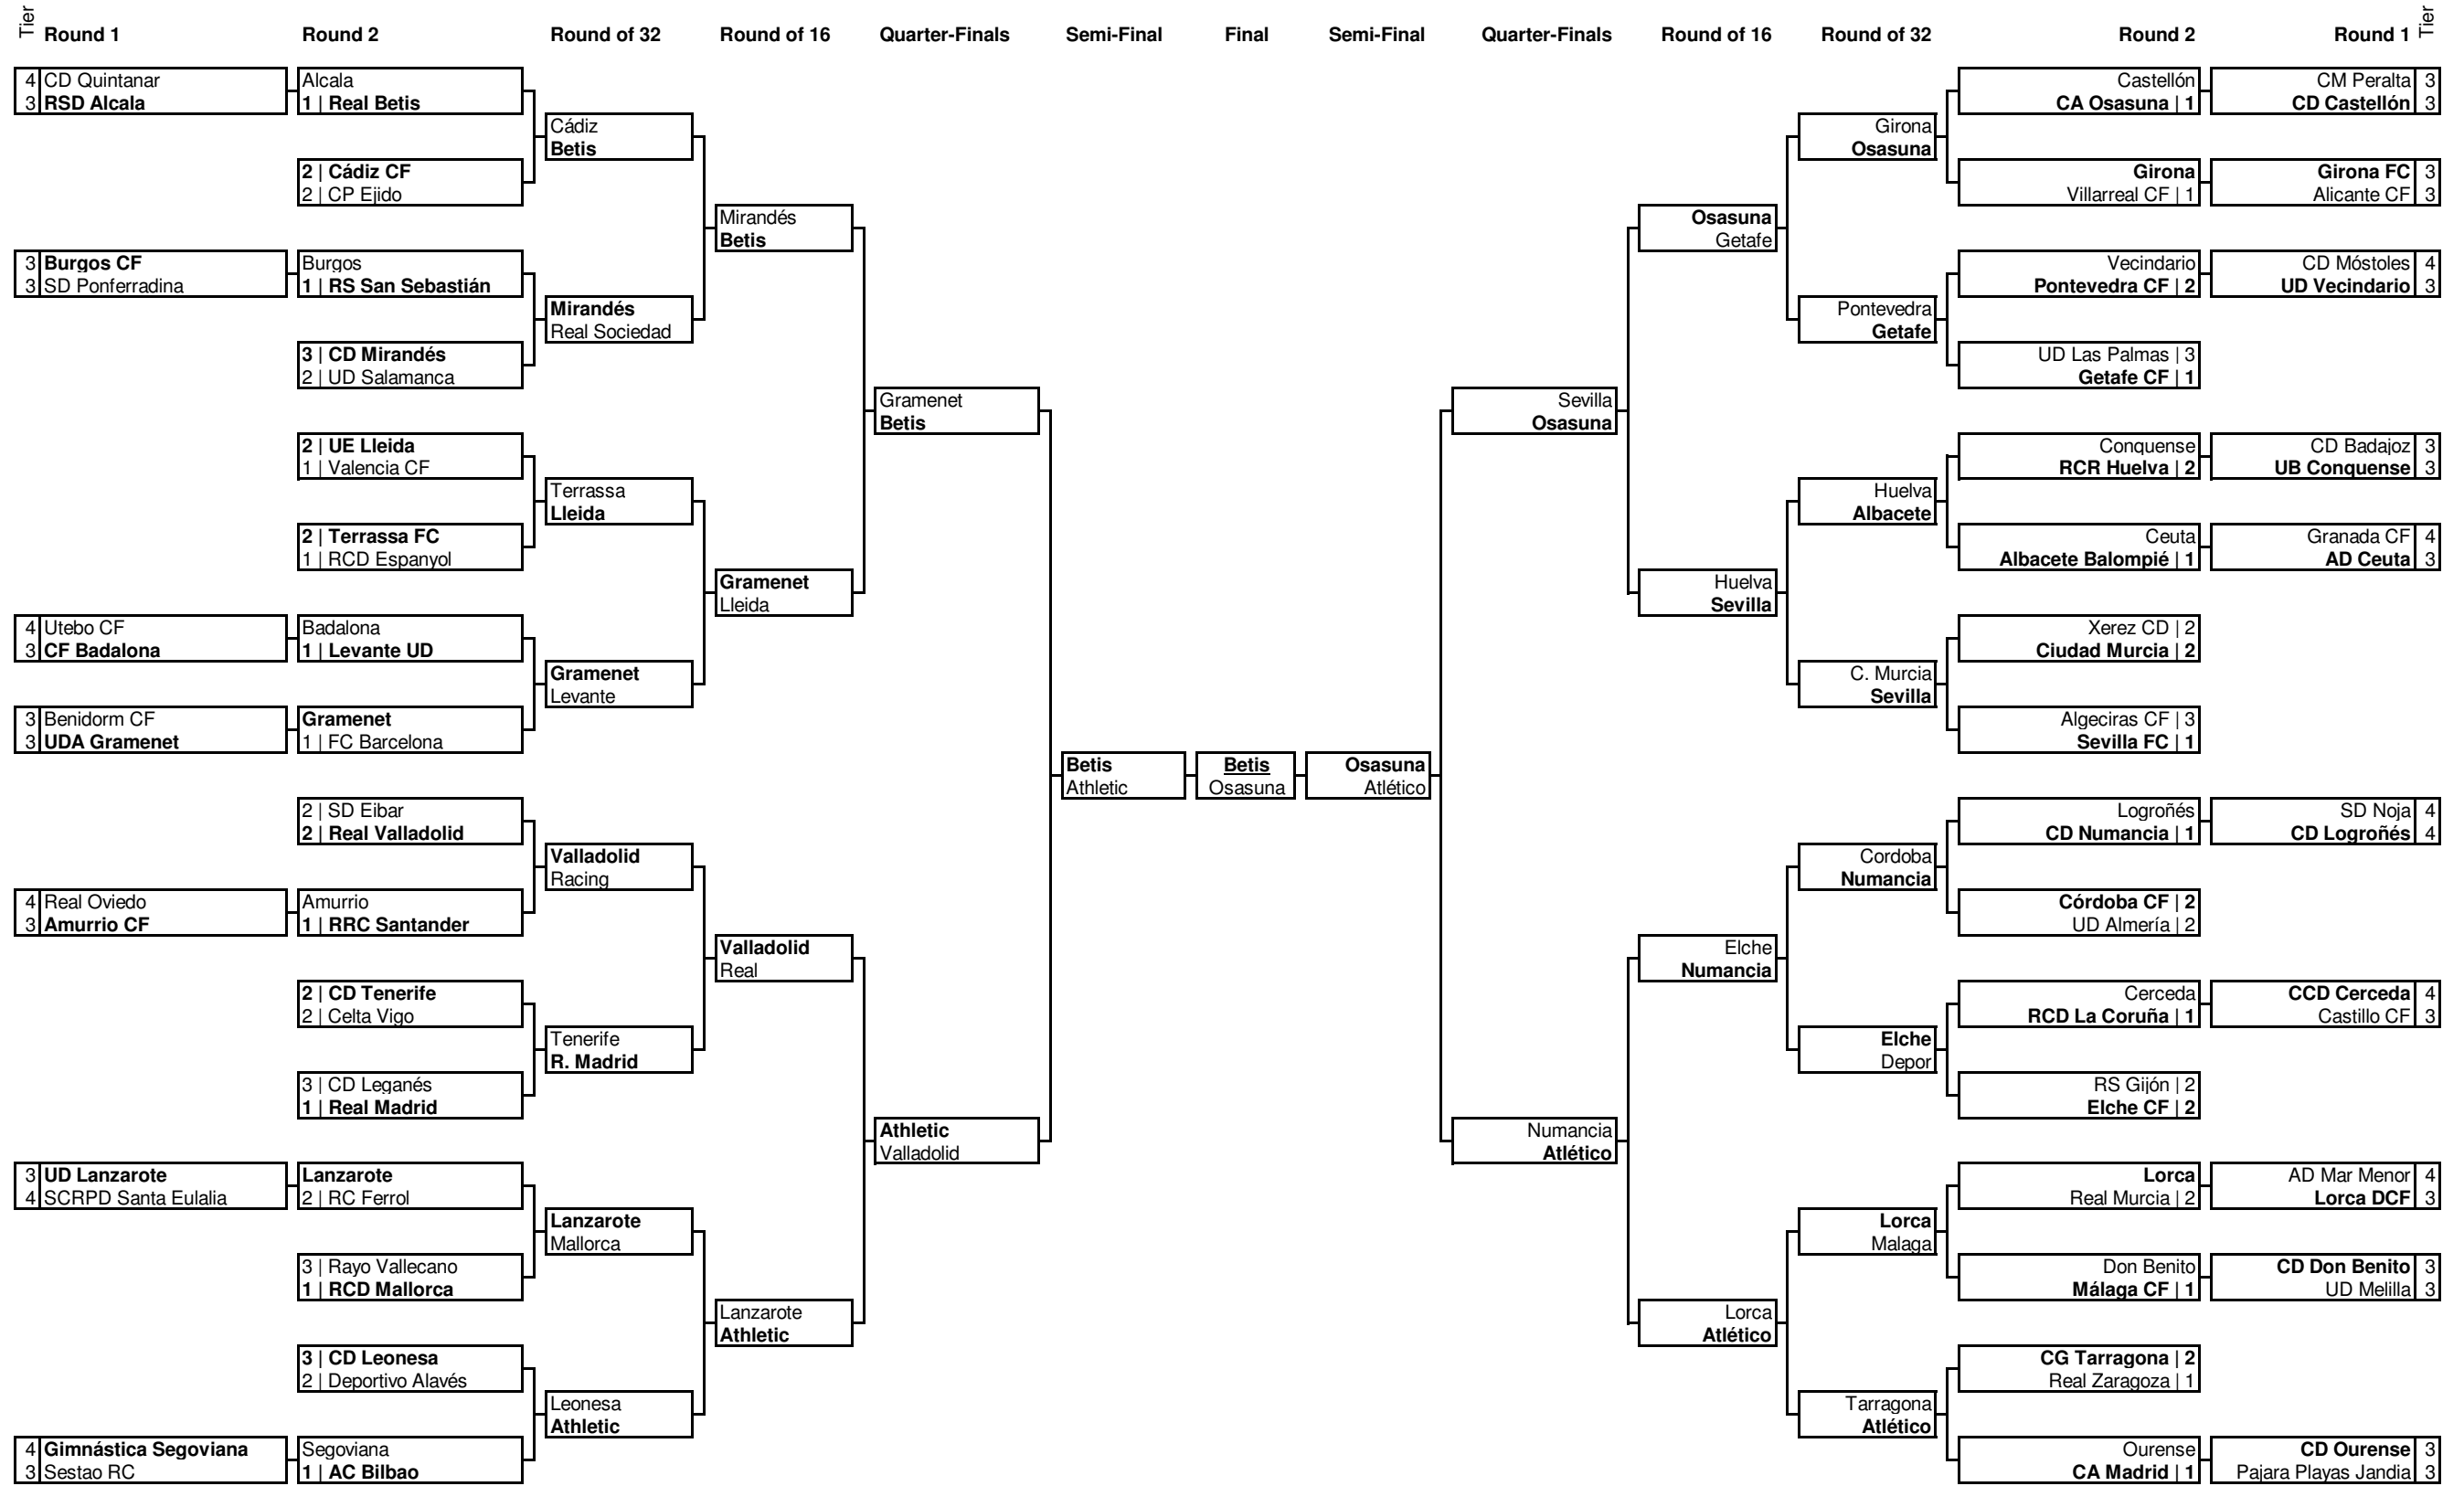 Tier Round 1 Round 2 Round of 32 Round of 16 Quarter-Finals Semi-Final Final Semi-Final Quarter-Finals Round of 16 Round of 32 Round 2 Round 1 Tier
4 CD Quintanar Alcala Castellón CM Peralta 3
3 RSD Alcala 1 | Real Betis CA Osasuna | 1 CD Castellón 3
Cádiz Girona
Betis Osasuna
2 | Cádiz CF Girona Girona FC 3
2 | CP Ejido Villarreal CF | 1 Alicante CF 3
Mirandés Osasuna
Betis Getafe
3 Burgos CF Burgos Vecindario CD Móstoles 4
3 SD Ponferradina 1 | RS San Sebastián Pontevedra CF | 2 UD Vecindario 3
Mirandés Pontevedra
Real Sociedad Getafe
3 | CD Mirandés UD Las Palmas | 3
2 | UD Salamanca Getafe CF | 1
Gramenet Sevilla
Betis Osasuna
2 | UE Lleida Conquense CD Badajoz 3
1 | Valencia CF RCR Huelva | 2 UB Conquense 3
Terrassa Huelva
Lleida Albacete
2 | Terrassa FC Ceuta Granada CF 4
1 | RCD Espanyol Albacete Balompié | 1 AD Ceuta 3
Gramenet Huelva
Lleida Sevilla
4 Utebo CF Badalona Xerez CD | 2
3 CF Badalona 1 | Levante UD Ciudad Murcia | 2
Gramenet C. Murcia
Levante Sevilla
3 Benidorm CF Gramenet Algeciras CF | 3
3 UDA Gramenet 1 | FC Barcelona Sevilla FC | 1
Betis Betis Osasuna
Athletic Osasuna Atlético
2 | SD Eibar Logroñés SD Noja 4
2 | Real Valladolid CD Numancia | 1 CD Logroñés 4
Valladolid Cordoba
Racing Numancia
4 Real Oviedo Amurrio Córdoba CF | 2
3 Amurrio CF 1 | RRC Santander UD Almería | 2
Valladolid Elche
Real Numancia
2 | CD Tenerife Cerceda CCD Cerceda 4
2 | Celta Vigo RCD La Coruña | 1 Castillo CF 3
Tenerife Elche
R. Madrid Depor
3 | CD Leganés RS Gijón | 2
1 | Real Madrid Elche CF | 2
Athletic Numancia
Valladolid Atlético
3 UD Lanzarote Lanzarote Lorca AD Mar Menor 4
4 SCRPD Santa Eulalia 2 | RC Ferrol Real Murcia | 2 Lorca DCF 3
Lanzarote Lorca
Mallorca Malaga
3 | Rayo Vallecano Don Benito CD Don Benito 3
1 | RCD Mallorca Málaga CF | 1 UD Melilla 3
Lanzarote Lorca
Athletic Atlético
3 | CD Leonesa CG Tarragona | 2
2 | Deportivo Alavés Real Zaragoza | 1
Leonesa Tarragona
Athletic Atlético
4 Gimnástica Segoviana Segoviana Ourense CD Ourense 3
3 Sestao RC 1 | AC Bilbao CA Madrid | 1 Pajara Playas Jandia 3